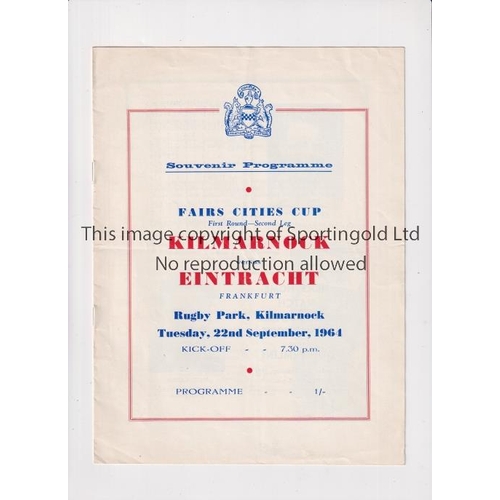 Souvenir Programme
FAIRS CITIES CUP
First Round—Second Leg
This image copyright of Sportingold Ltd
KILMARNOCK
No reproduction allowed
EINTRACHT
FRANKFURT
Rugby Park, Kilmarnock
Tuesday, 22nd September, 1964
KICK-OFF - - 7.30 p.m.
PROGRAMME - - 1/-